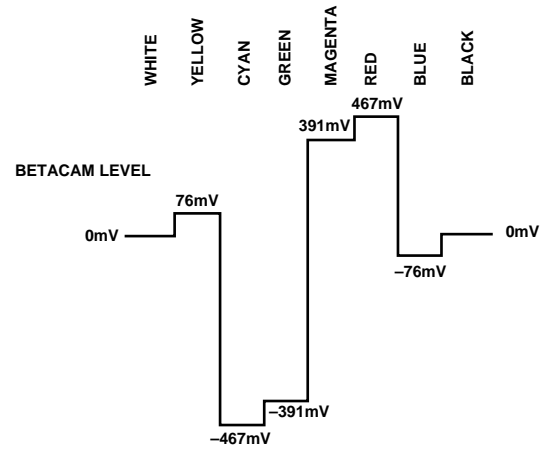 WHITE
YELLOW
CYAN
GREEN
MAGENTA
RED
BLUE
BLACK
467mV
391mV
BETACAM LEVEL
76mV
0mV
0mV
–76mV
–391mV
–467mV